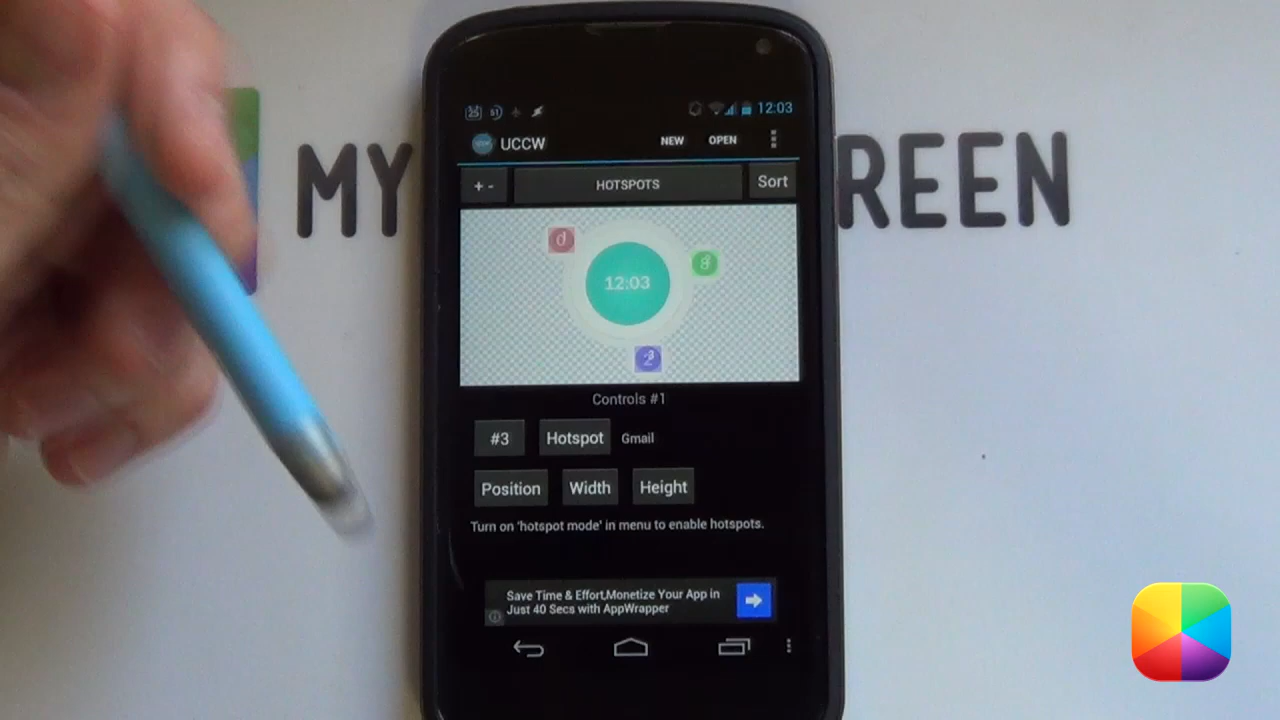 12:03
UCCW NEW OPEN
MY REEN
+ - HOTSPOTS Sort
12:03
Controls #1
#3 Hotspot Gmail
Position Width Height
Turn on 'hotspot mode' in menu to enable hotspots.
Save Time & Effort,Monetize Your App in
Just 40 Secs with AppWrapper